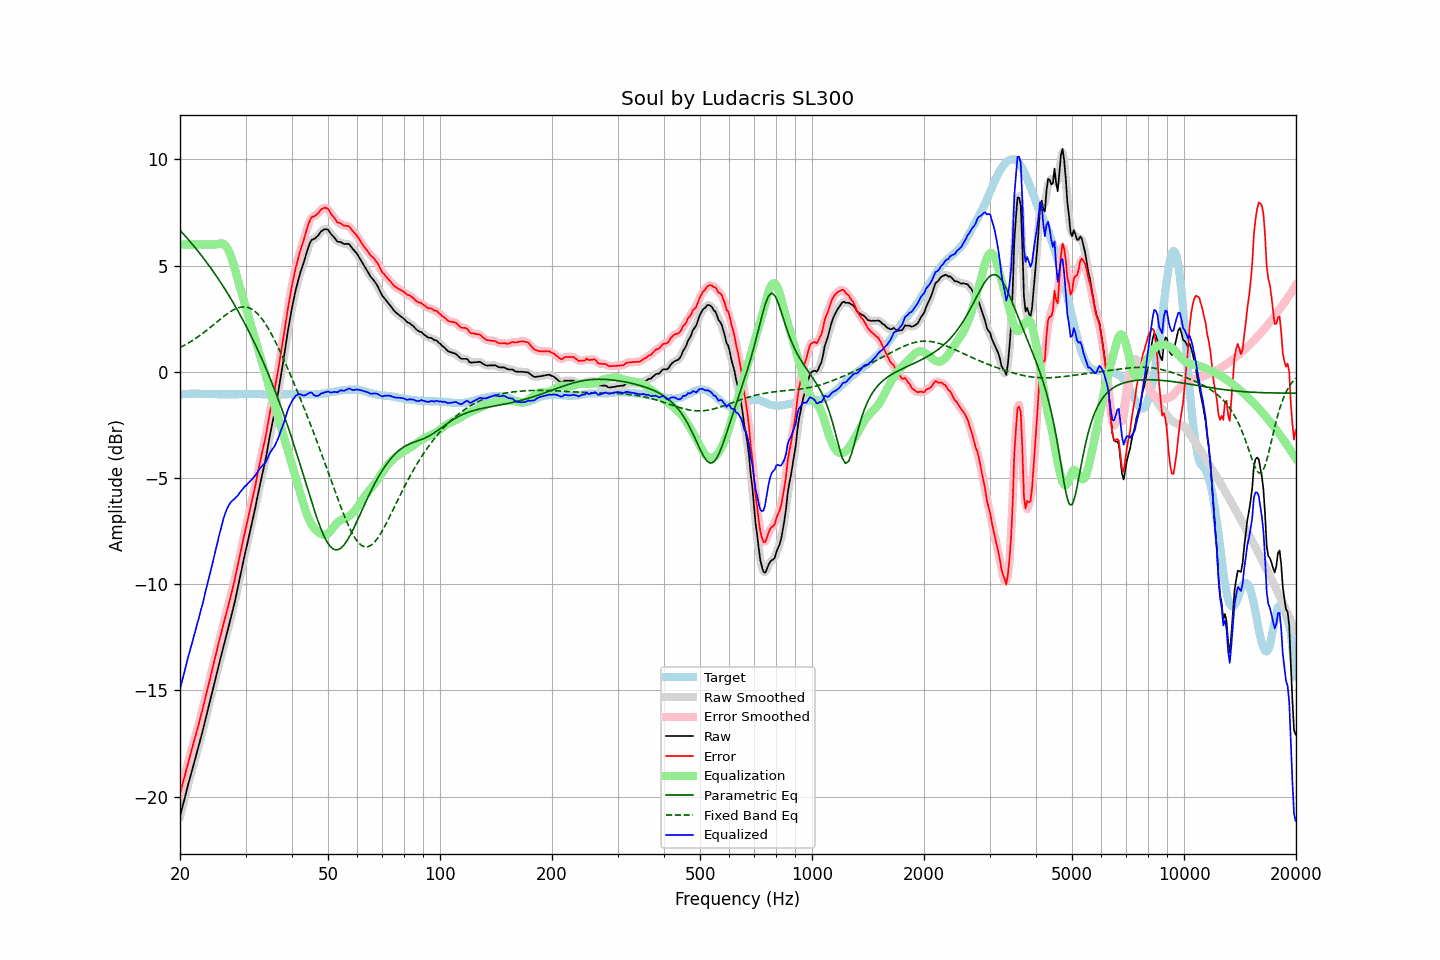 Soul by Ludacris SL300
Amplitude (dBr)
10
5
0
−5
−10
−15
−20
Target
Raw Smoothed
Error Smoothed
Raw
Error
Equalization
Parametric Eq
Fixed Band Eq
Equalized
20
50
100
200
500
1000
2000
5000
10000
20000
Frequency (Hz)